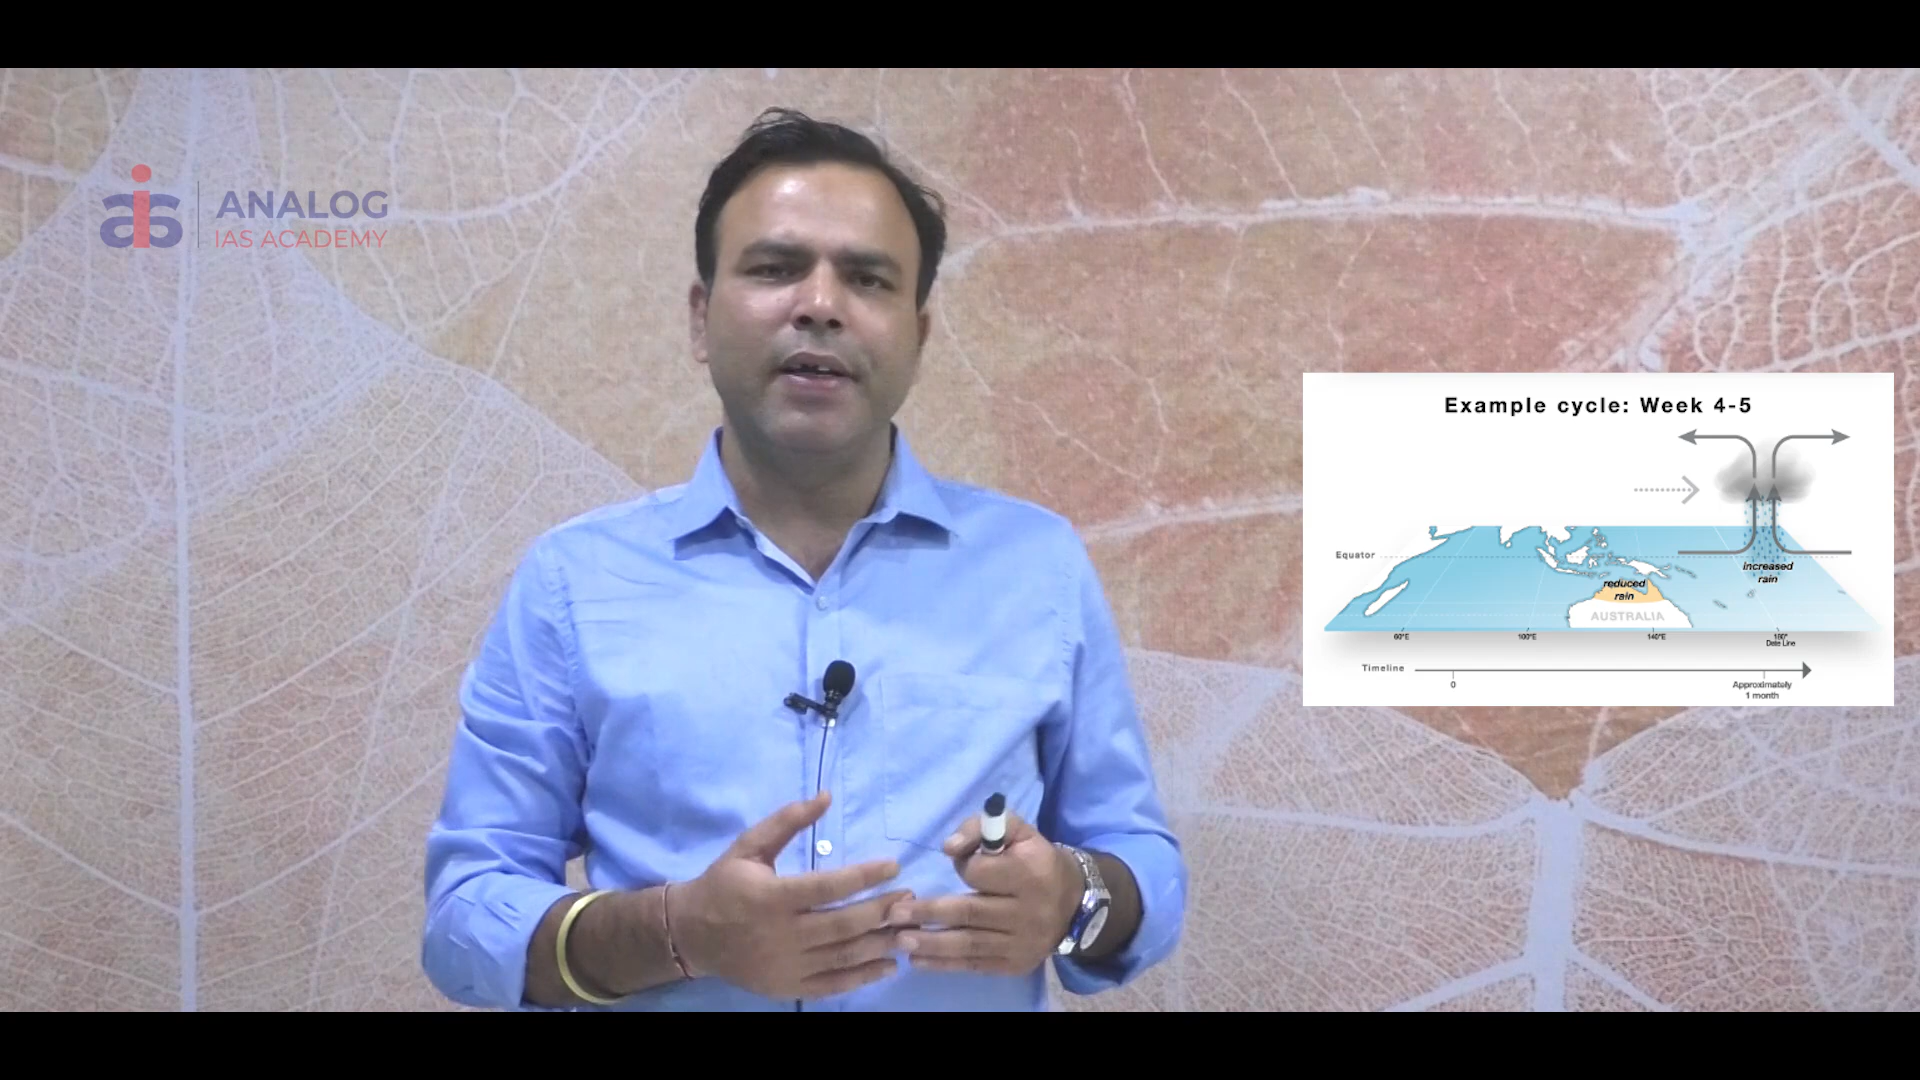 ais
ANALOG
IAS ACADEMY
Example cycle: Week 4-5
Equator
increased
rain
reduced
rain
AUSTRALIA
60°E
100°E
140°E
180°
Date Line
Timeline
0
Approximately
1 month